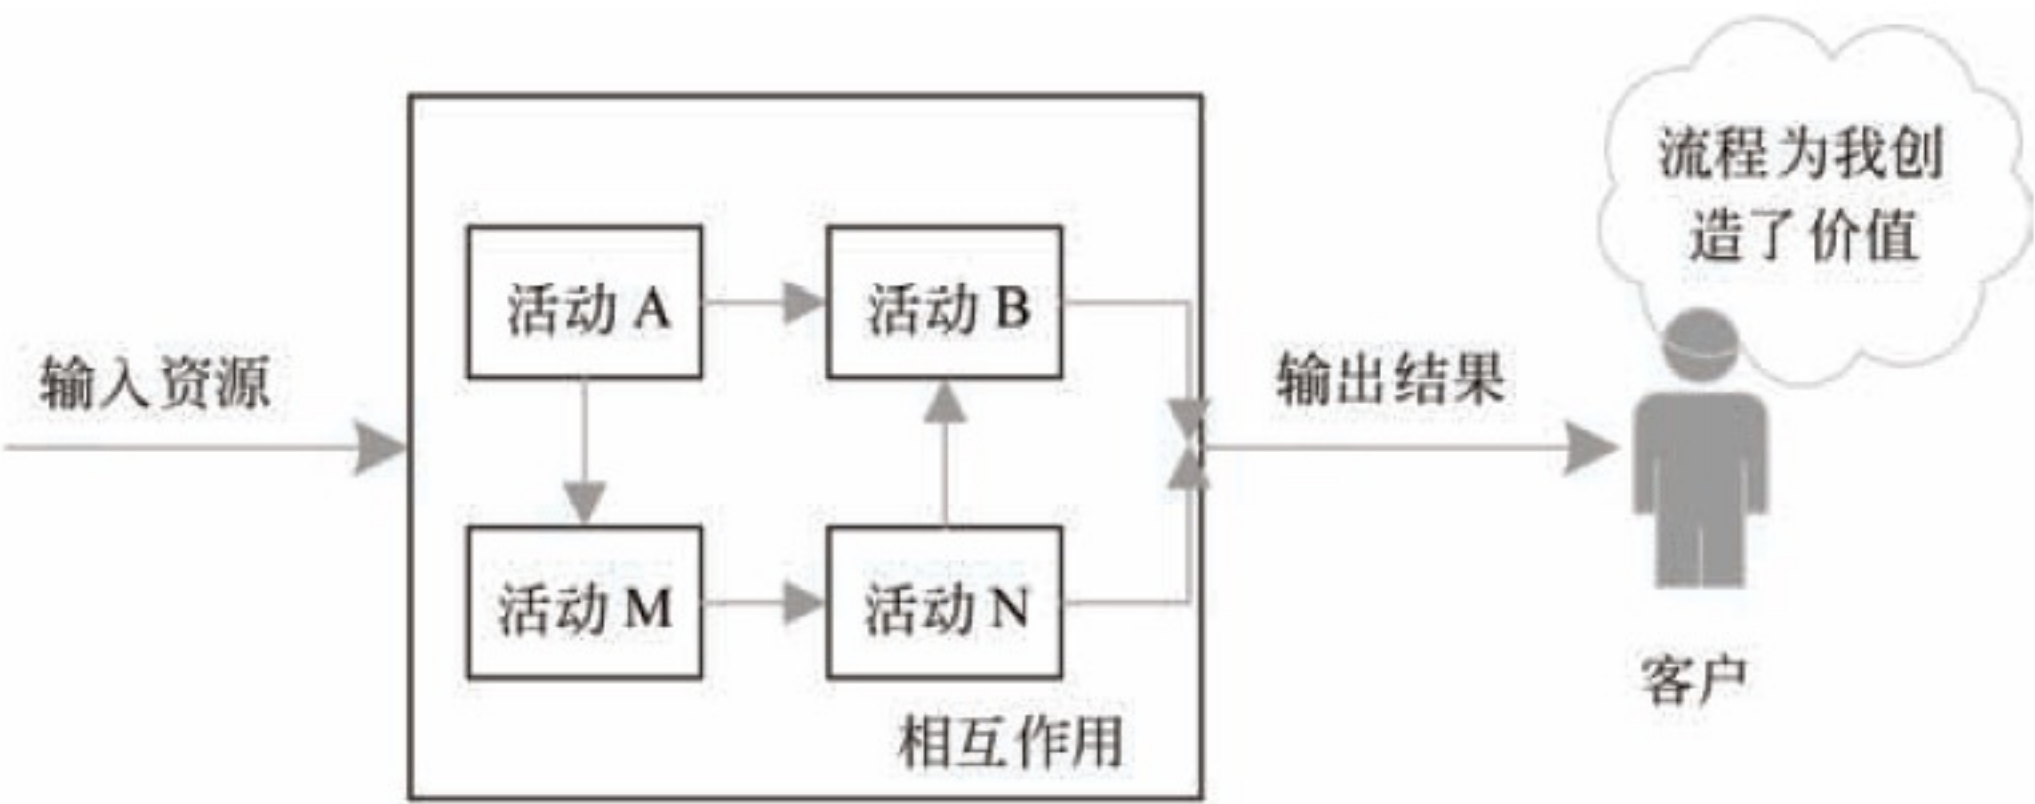 流程为我创
造了价值
活动 A
活动 B
输入资源
输出结果
活动 M
活动 N
客户
相互作用